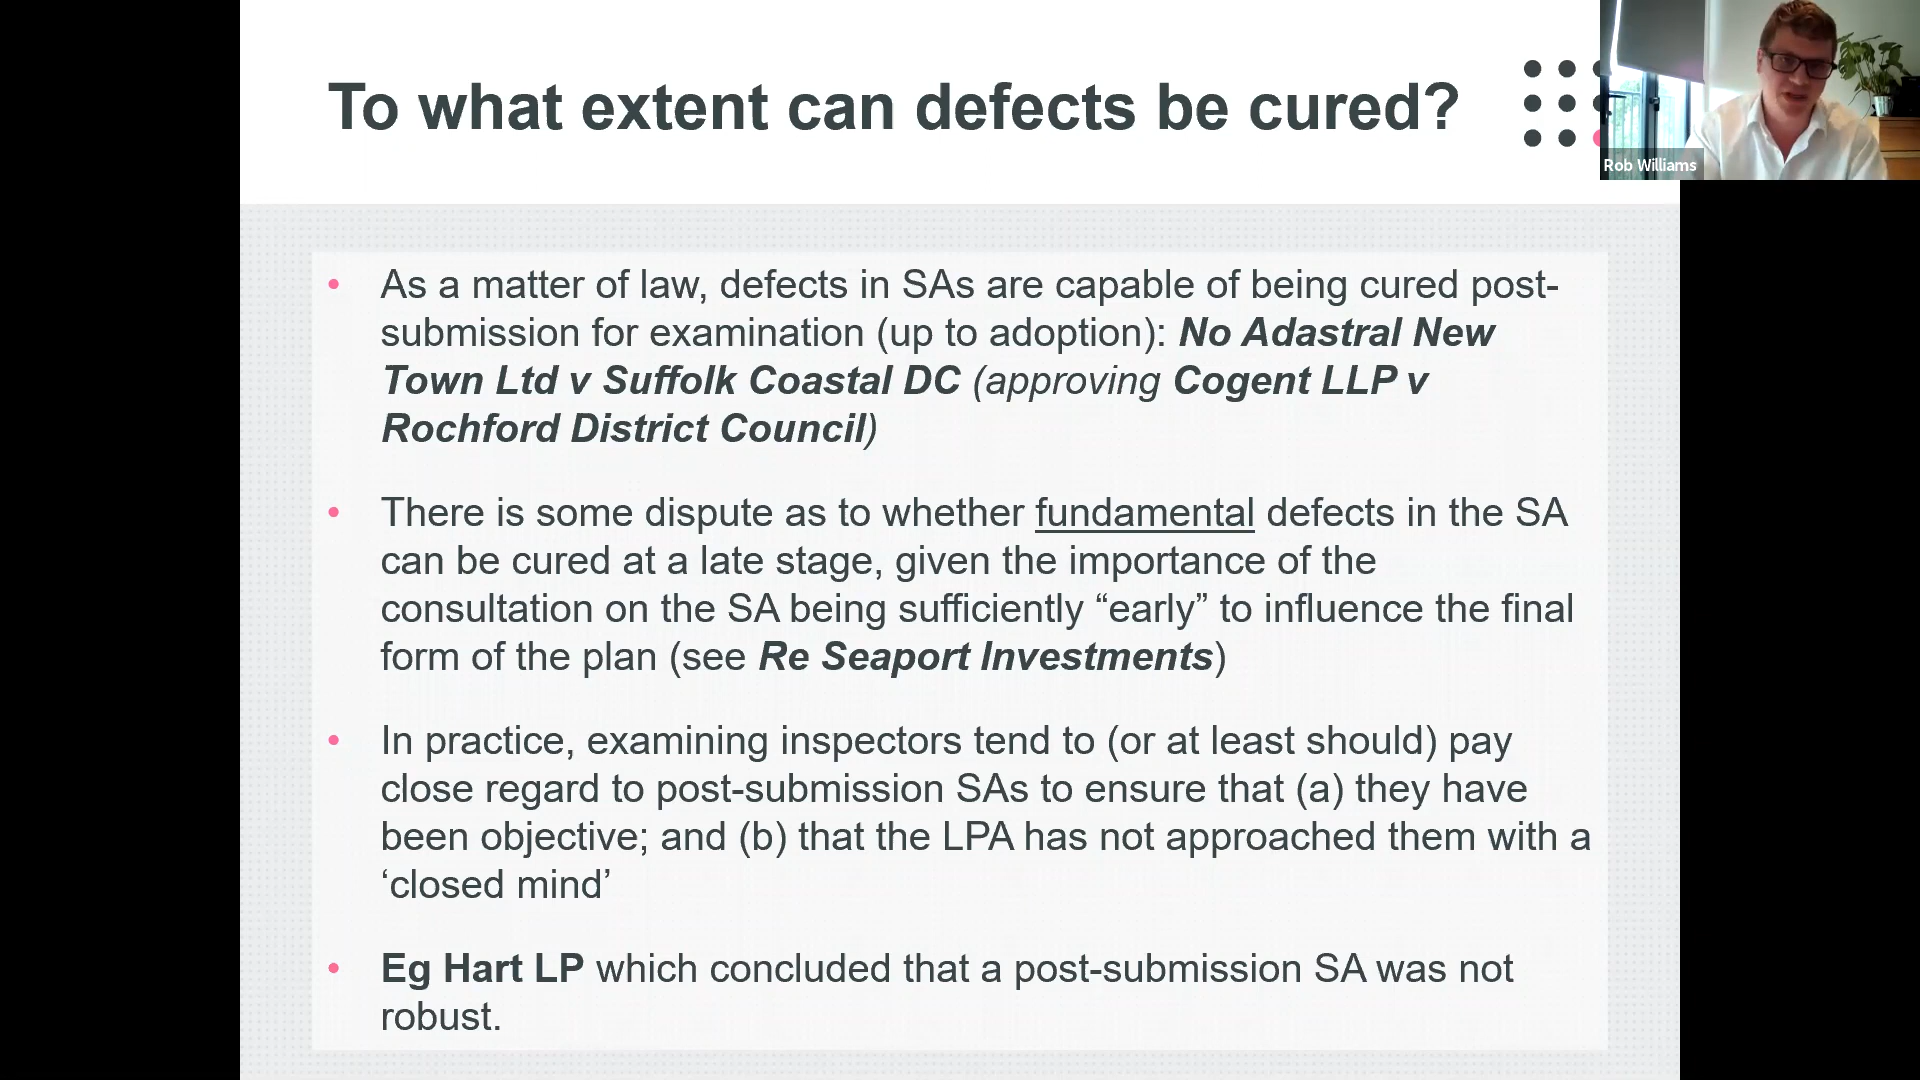 To what extent can defects be cured?
Rob Williams
• As a matter of law, defects in SAs are capable of being cured post-
submission for examination (up to adoption): No Adastral New
Town Ltd v Suffolk Coastal DC (approving Cogent LLP v
Rochford District Council)
• There is some dispute as to whether fundamental defects in the SA
can be cured at a late stage, given the importance of the
consultation on the SA being sufficiently “early” to influence the final
form of the plan (see Re Seaport Investments)
• In practice, examining inspectors tend to (or at least should) pay
close regard to post-submission SAs to ensure that (a) they have
been objective; and (b) that the LPA has not approached them with a
‘closed mind’
• Eg Hart LP which concluded that a post-submission SA was not
robust.